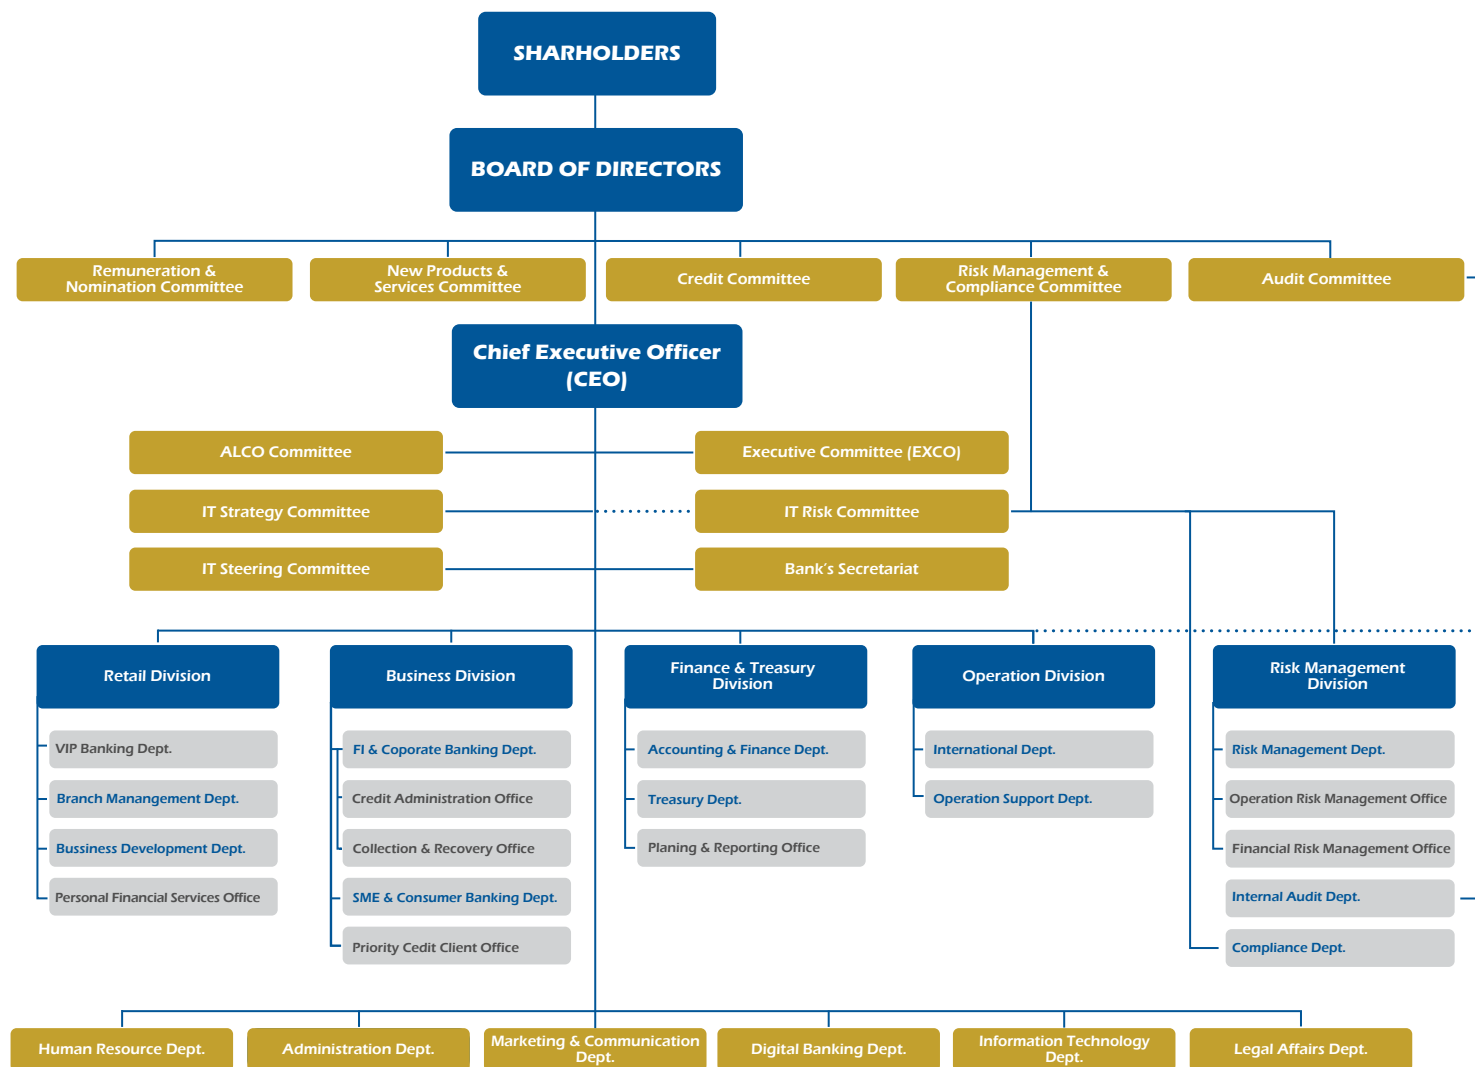 SHARHOLDERS
BOARD OF DIRECTORS
Remuneration &
Nomination Committee
New Products &
Services Committee
Credit Committee
Risk Management &
Compliance Committee
Audit Committee
Chief Executive Officer
(CEO)
ALCO Committee
Executive Committee (EXCO)
IT Strategy Committee
IT Risk Committee
IT Steering Committee
Bank's Secretariat
Retail Division
Business Division
Finance & Treasury
Division
Operation Division
Risk Management
Division
VIP Banking Dept.
Branch Manangement Dept.
Bussiness Development Dept.
Personal Financial Services Office
FI & Coporate Banking Dept.
Credit Administration Office
Collection & Recovery Office
SME & Consumer Banking Dept.
Priority Cedit Client Office
Accounting & Finance Dept.
Treasury Dept.
Planing & Reporting Office
International Dept.
Operation Support Dept.
Risk Management Dept.
Operation Risk Management Office
Financial Risk Management Office
Internal Audit Dept.
Compliance Dept.
Human Resource Dept.
Administration Dept.
Marketing & Communication
Dept.
Digital Banking Dept.
Information Technology
Dept.
Legal Affairs Dept.